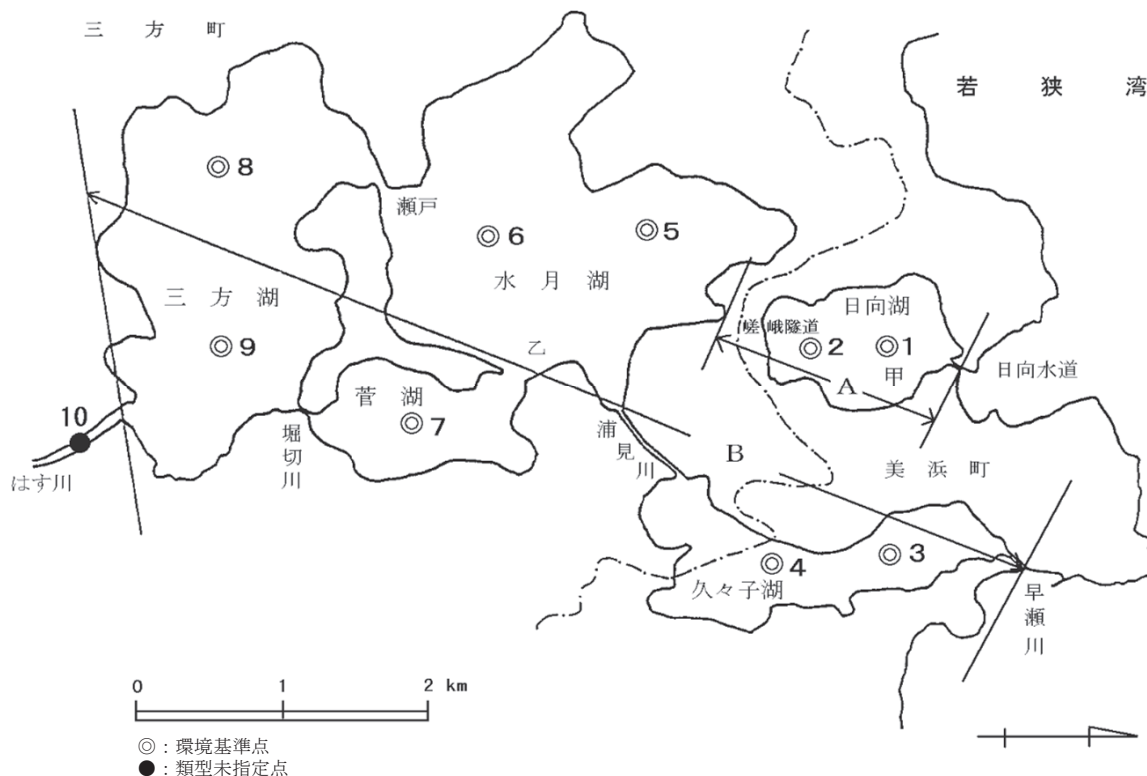 三方町
若狭湾
8
瀬戸
6
5
水月湖
三方湖
日向湖
嵯峨隧道
2
1
9
乙
A
甲
日向水道
菅湖
7
10
はす川
堀切川
浦見川
B
美浜町
3
4
久々子湖
早瀬川
0 1 2 km
◎：環境基準点
●：類型未指定点